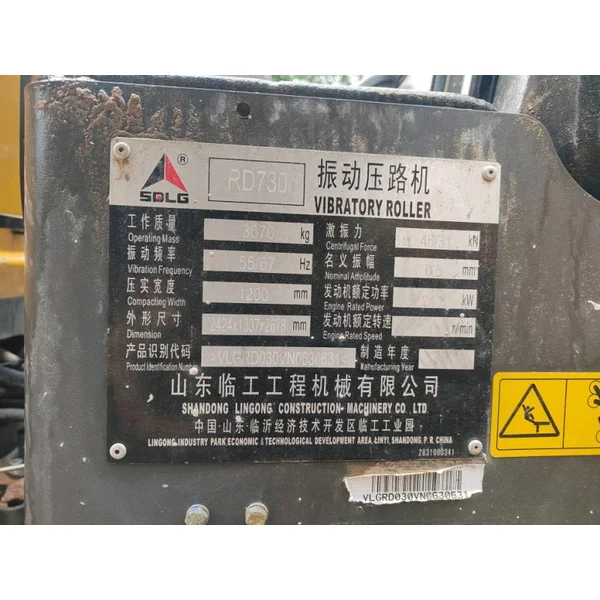 SDLG ® RD730 振动压路机
VIBRATORY ROLLER
工作质量 kg 激振力 kN
Operating Mass Centrifugal Force
振动频率 55/67 Hz 名义振幅 mm
Vibration Frequency Nominal Amplitude
压实宽度 1200 mm 发动机额定功率 kW
Compacting Width Engine Rated Power
外形尺寸 2424x1337x2678 mm 发动机额定转速 r/min
Dimension Engine Rated Speed
产品识别代码 制造年度
Product Identification Number Manufacturing Year
山东临工工程机械有限公司
SHANDONG LINGONG CONSTRUCTION MACHINERY CO., LTD
中国·山东·临沂经济技术开发区临工工业园
LINGONG INDUSTRY PARK ECONOMIC & TECHNOLOGICAL DEVELOPMENT AREA LINYI SHANDONG, P. R. CHINA
2831000341
VLGRD030VN0630631